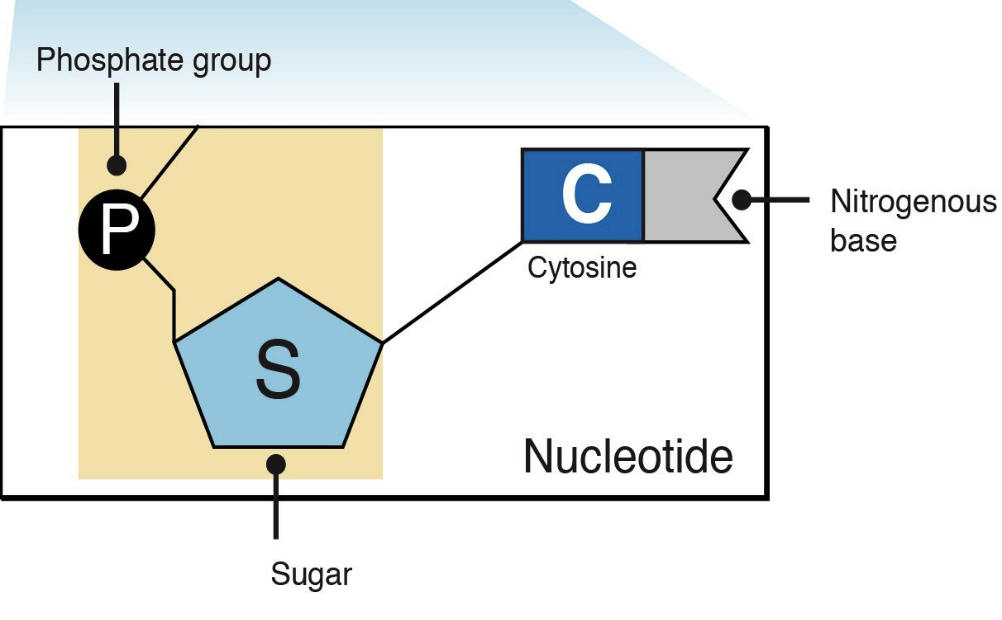 Phosphate group
P
C
Nitrogenous
base
Cytosine
S
Nucleotide
Sugar